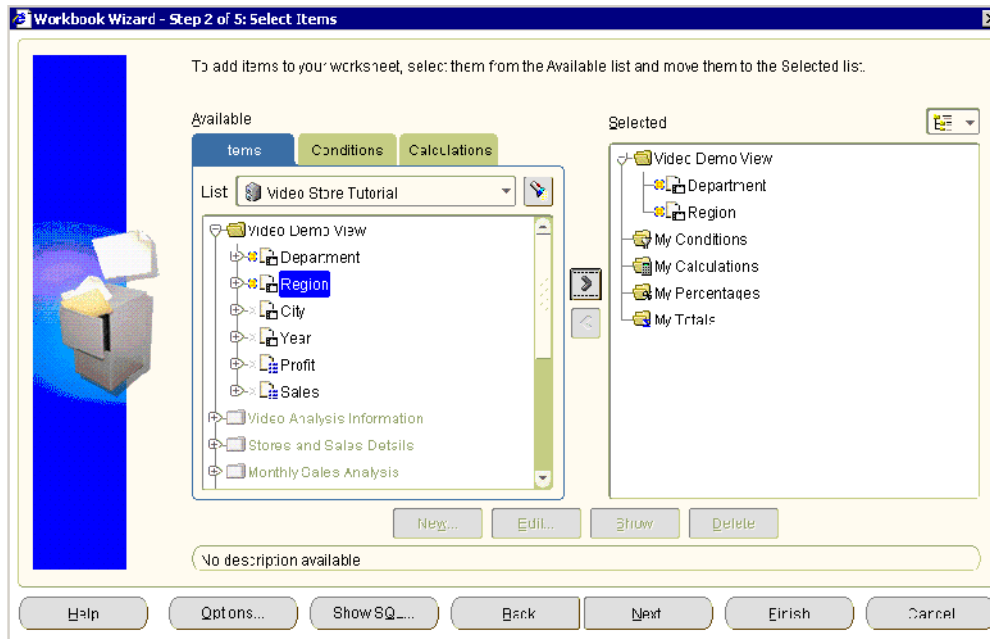 Workbook Wizard - Step 2 of 5: Select Items
To add items to your worksheet, select them from the Available list and move them to the Selected list.
Available
Items
Conditions
Calculations
List
Video Store Tutorial
Video Demo View
Department
Region
City
Year
Profit
Sales
Video Analysis Information
Stores and Sales Details
Monthly Sales Analysis
Selected
Video Demo View
Department
Region
My Conditions
My Calculations
My Percentages
My Totals
New...
Edit...
Show
Delete
No description available
Help
Options...
Show SQL...
Back
Next
Finish
Cancel